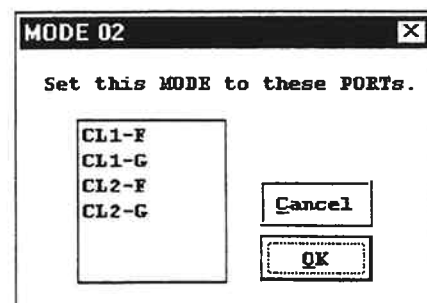 MODE 02
Set this MODE to these PORTs.
CL1-F
CL1-G
CL2-F
CL2-G
Cancel
OK